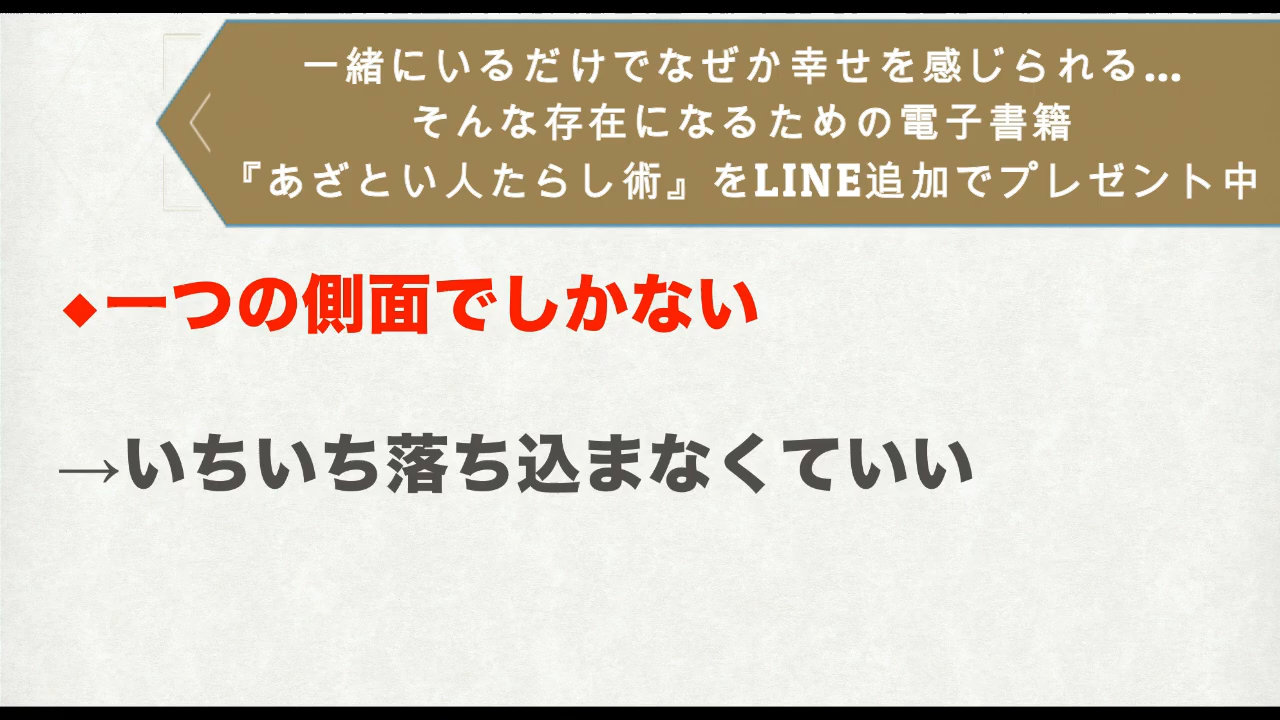 一緒にいるだけでなぜか幸せを感じられる...
そんな存在になるための電子書籍
『あざとい人たらし術』をLINE追加でプレゼント中
◆一つの側面でしかない
→いちいち落ち込まなくていい